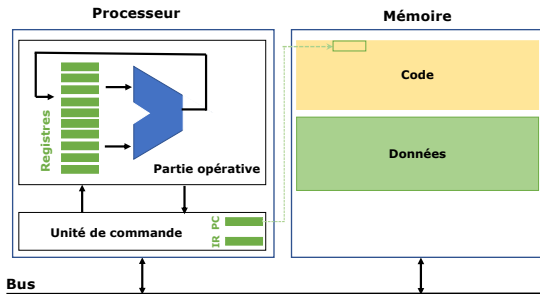 Processeur
Mémoire
Registres
Partie opérative
Code
Données
Unité de commande
IR PC
Bus